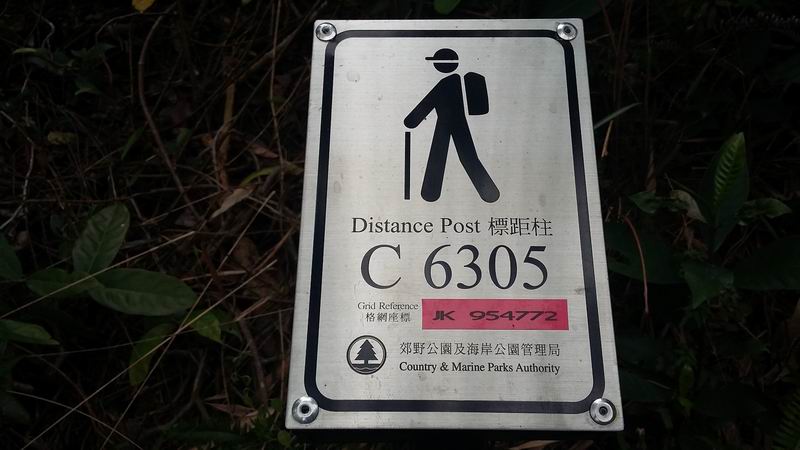 Distance Post 標距柱
C 6305
Grid Reference
格網座標
JK 954772
郊野公園及海岸公園管理局
Country & Marine Parks Authority